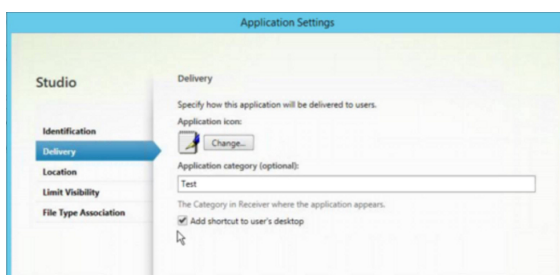 Application Settings
Studio
Identification
Delivery
Location
Limit Visibility
File Type Association
Delivery
Specify how this application will be delivered to users.
Application icon:
Change...
Application category (optional):
Test
The Category in Receiver where the application appears.
Add shortcut to user's desktop